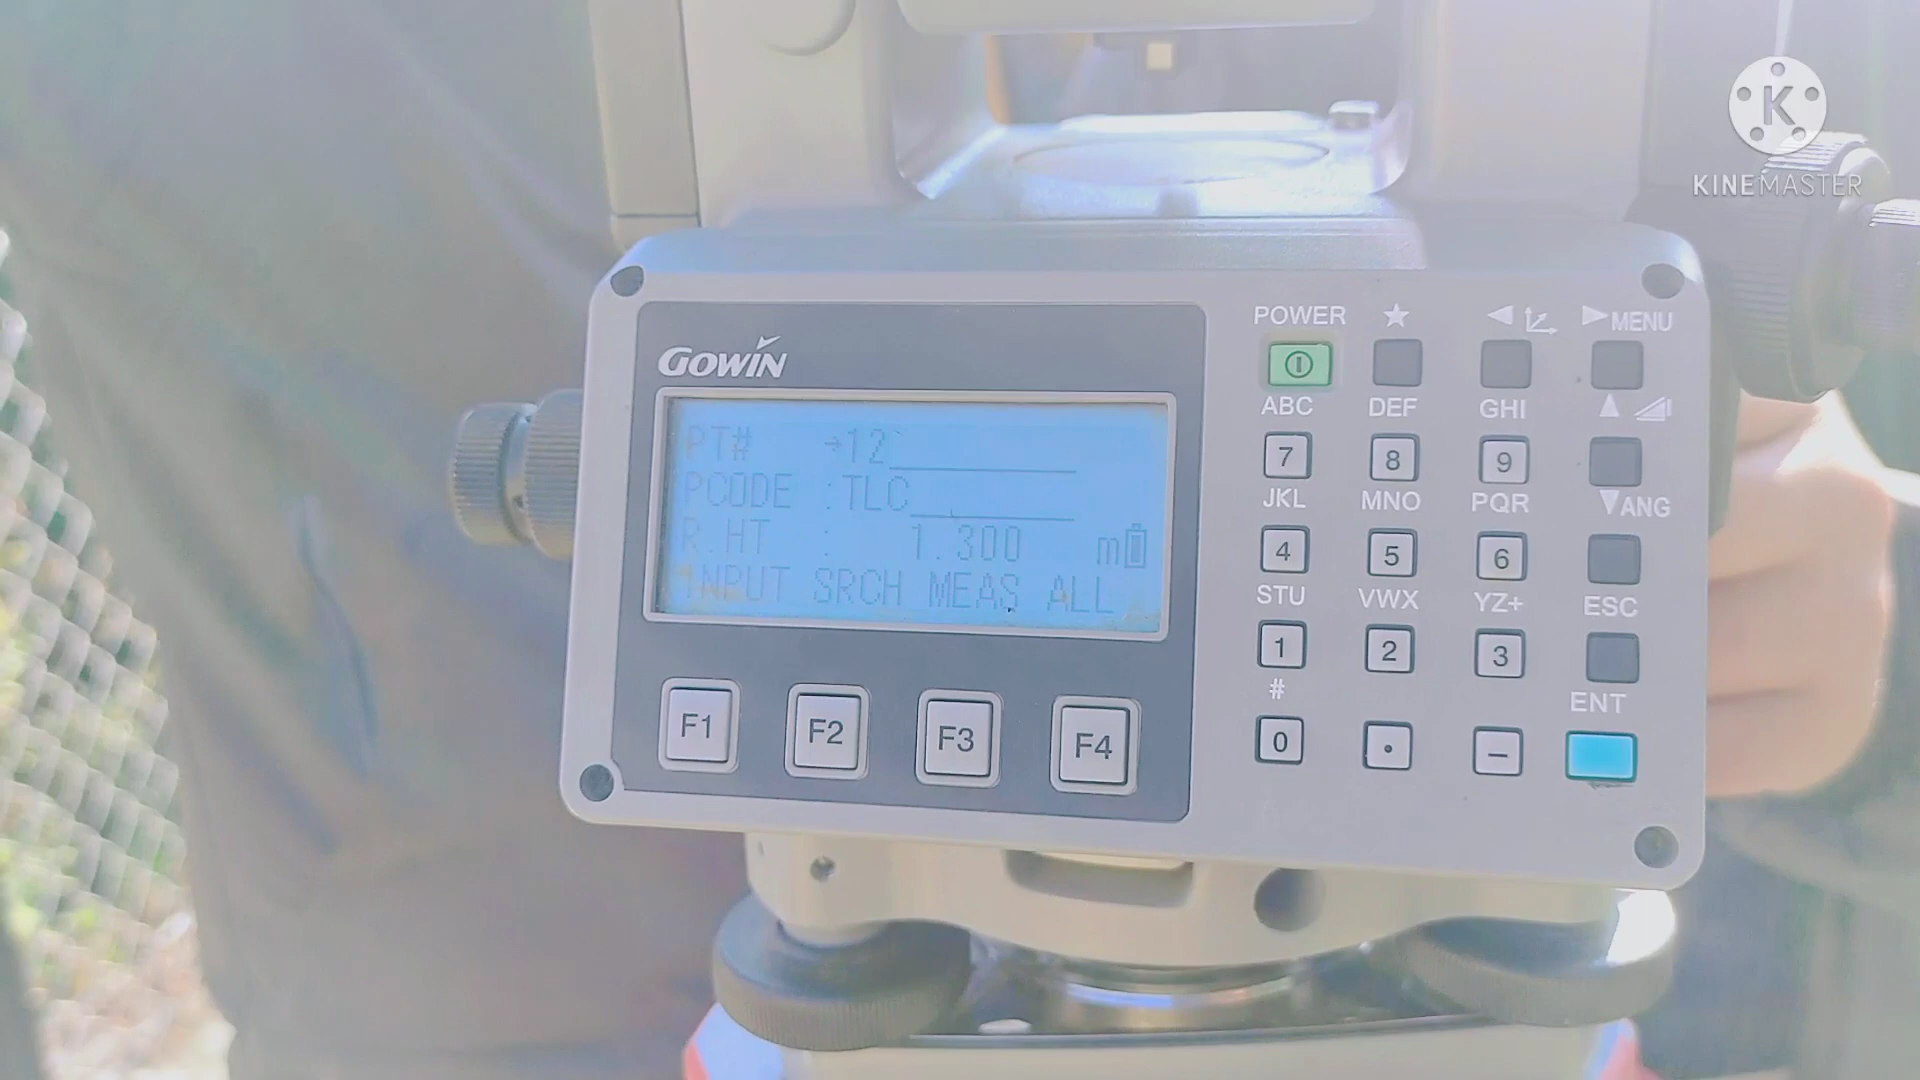 K
KINEMASTER
GOWIN
PT# →12
PCODE :TLC
R.HT : 1.300 m
INPUT SRCH MEAS ALL
F1 F2 F3 F4
POWER ★ ◀ ▶MENU
ABC DEF GHI ▲
7 8 9
JKL MNO PQR ▼ANG
4 5 6
STU VWX YZ+ ESC
1 2 3
# ENT
0 . −